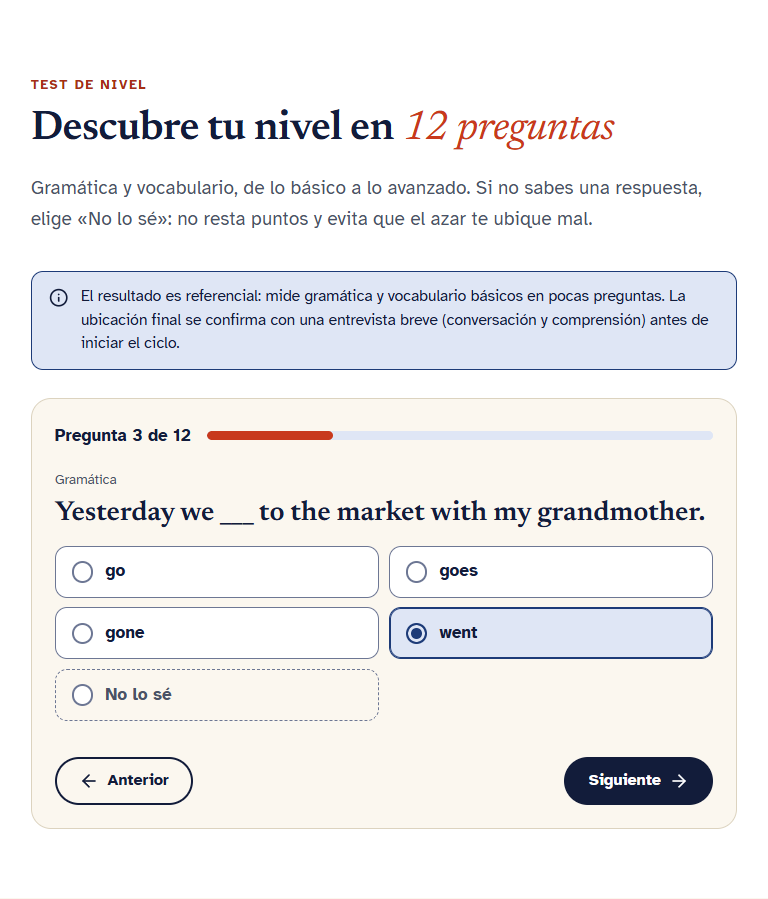 TEST DE NIVEL
Descubre tu nivel en 12 preguntas
Gramática y vocabulario, de lo básico a lo avanzado. Si no sabes una respuesta,
elige «No lo sé»: no resta puntos y evita que el azar te ubique mal.
El resultado es referencial: mide gramática y vocabulario básicos en pocas preguntas. La
ubicación final se confirma con una entrevista breve (conversación y comprensión) antes de
iniciar el ciclo.
Pregunta 3 de 12
Gramática
Yesterday we ___ to the market with my grandmother.
go
goes
gone
went
No lo sé
Anterior
Siguiente